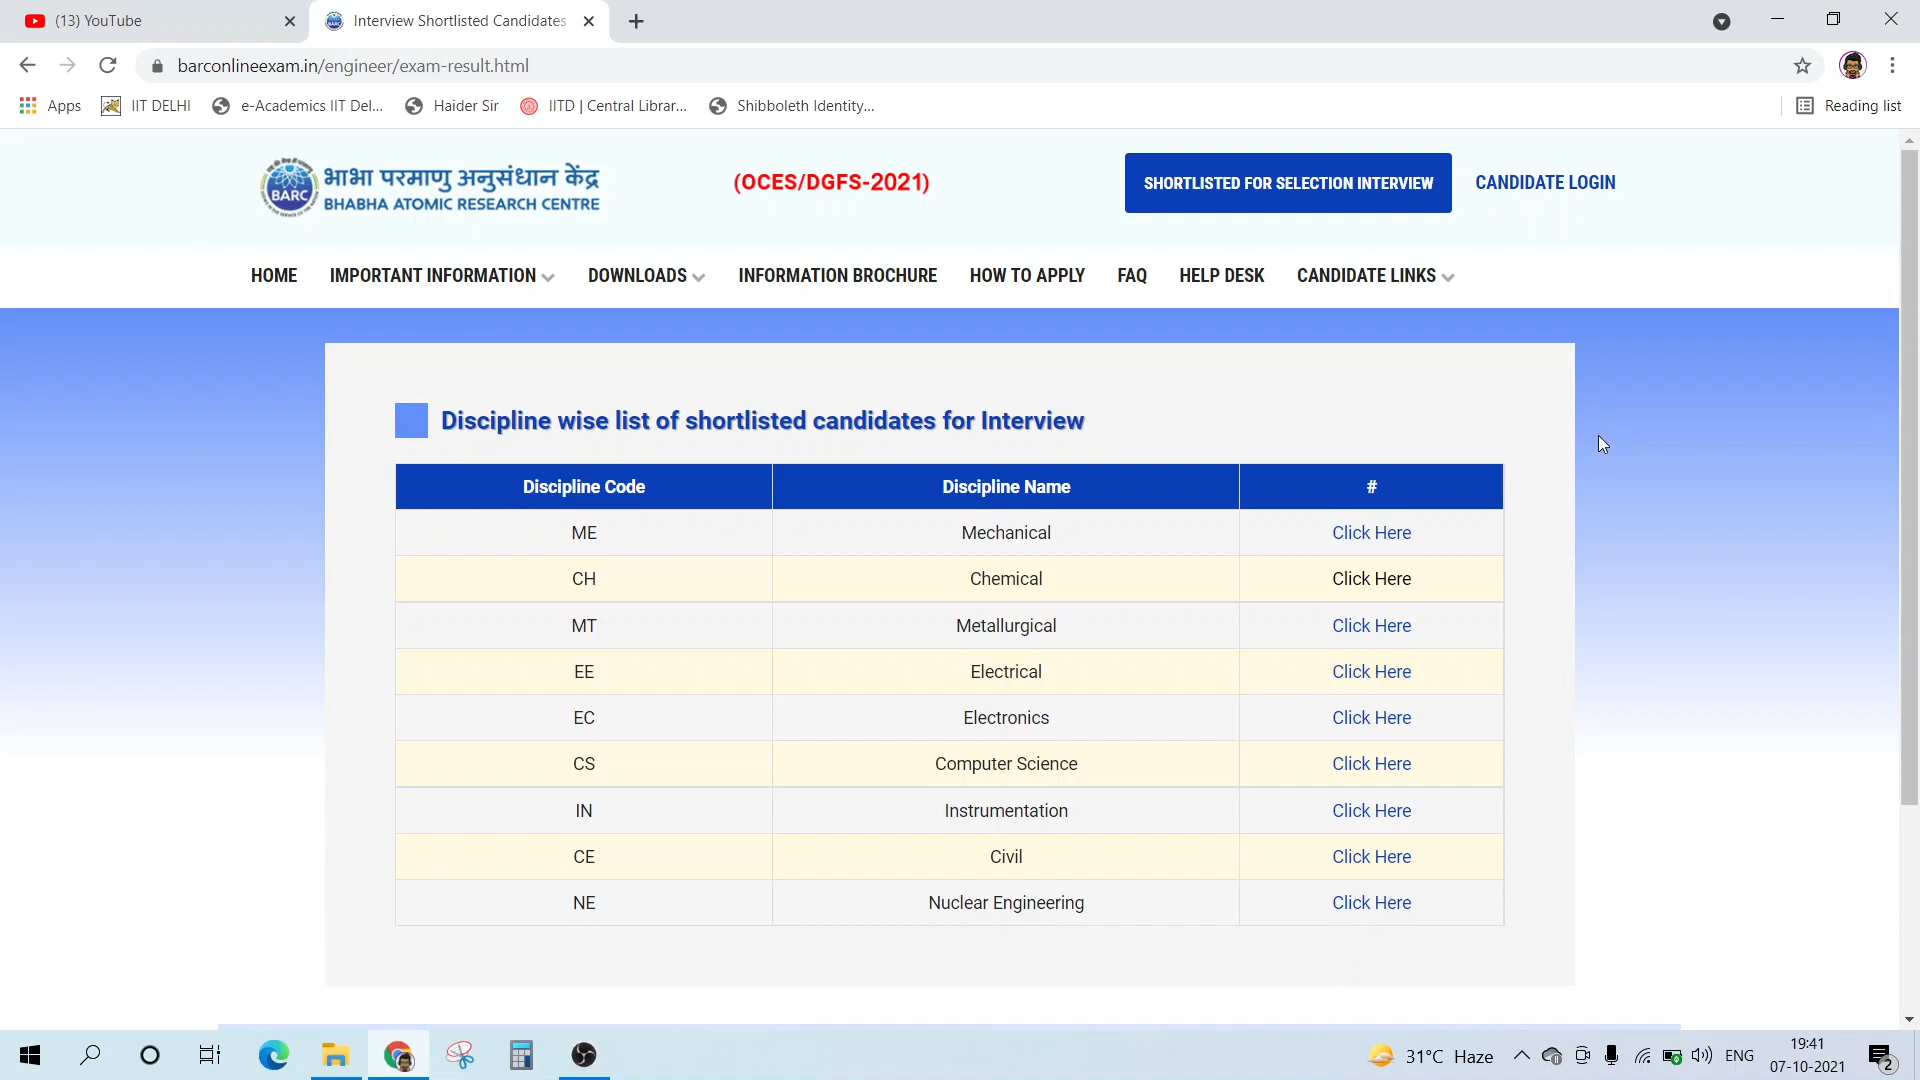 (13) YouTube
Interview Shortlisted Candidates
barconlineexam.in/engineer/exam-result.html
Apps
IIT DELHI
e-Academics IIT Del...
Haider Sir
IITD | Central Librar...
Shibboleth Identity...
Reading list
BARC
भाभा परमाणु अनुसंधान केंद्र
BHABHA ATOMIC RESEARCH CENTRE
(OCES/DGFS-2021)
SHORTLISTED FOR SELECTION INTERVIEW
CANDIDATE LOGIN
HOME
IMPORTANT INFORMATION
DOWNLOADS
INFORMATION BROCHURE
HOW TO APPLY
FAQ
HELP DESK
CANDIDATE LINKS
Discipline wise list of shortlisted candidates for Interview
Discipline Code Discipline Name #
ME Mechanical Click Here
CH Chemical Click Here
MT Metallurgical Click Here
EE Electrical Click Here
EC Electronics Click Here
CS Computer Science Click Here
IN Instrumentation Click Here
CE Civil Click Here
NE Nuclear Engineering Click Here
31°C Haze
ENG
19:41
07-10-2021
2